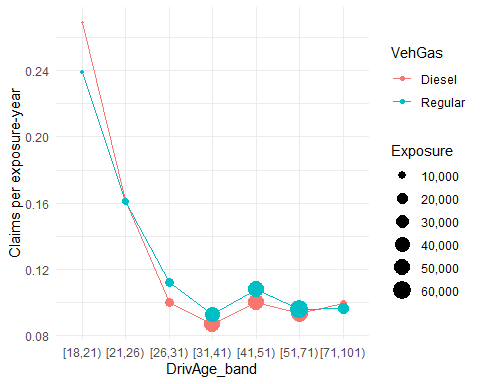 Claims per exposure-year
0.24
0.20
0.16
0.12
0.08
[18,21) [21,26) [26,31) [31,41) [41,51) [51,71) [71,101)
DrivAge_band
VehGas
Diesel
Regular
Exposure
10,000
20,000
30,000
40,000
50,000
60,000